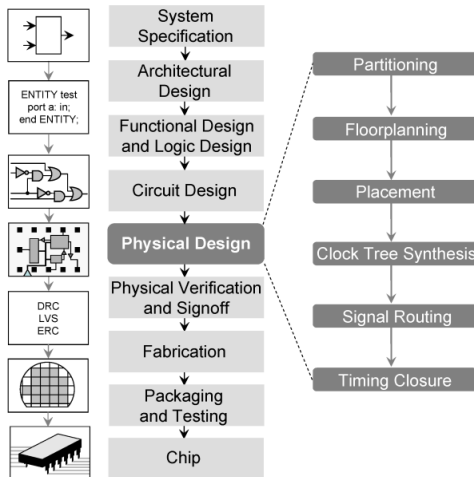 ENTITY test
port a: in;
end ENTITY;
DRC
LVS
ERC
System
Specification
Architectural
Design
Functional Design
and Logic Design
Circuit Design
Physical Design
Physical Verification
and Signoff
Fabrication
Packaging
and Testing
Chip
Partitioning
Floorplanning
Placement
Clock Tree Synthesis
Signal Routing
Timing Closure